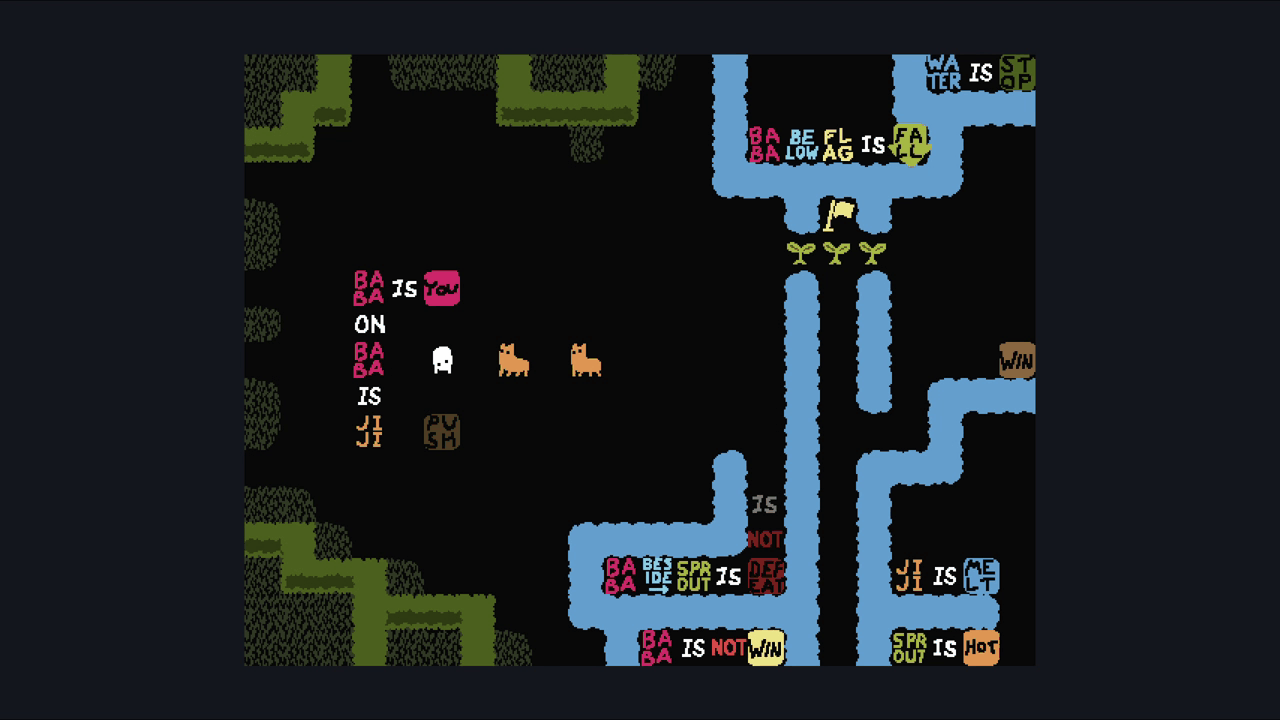 WATER IS STOP
BABA BELOW FLAG IS FALL
BABA IS YOU
ON
BABA
WIN
IS
JIJI PUSH
IS
NOT
BABA BESIDE SPROUT IS DEFEAT
JIJI IS MELT
BABA IS NOT WIN
SPROUT IS HOT